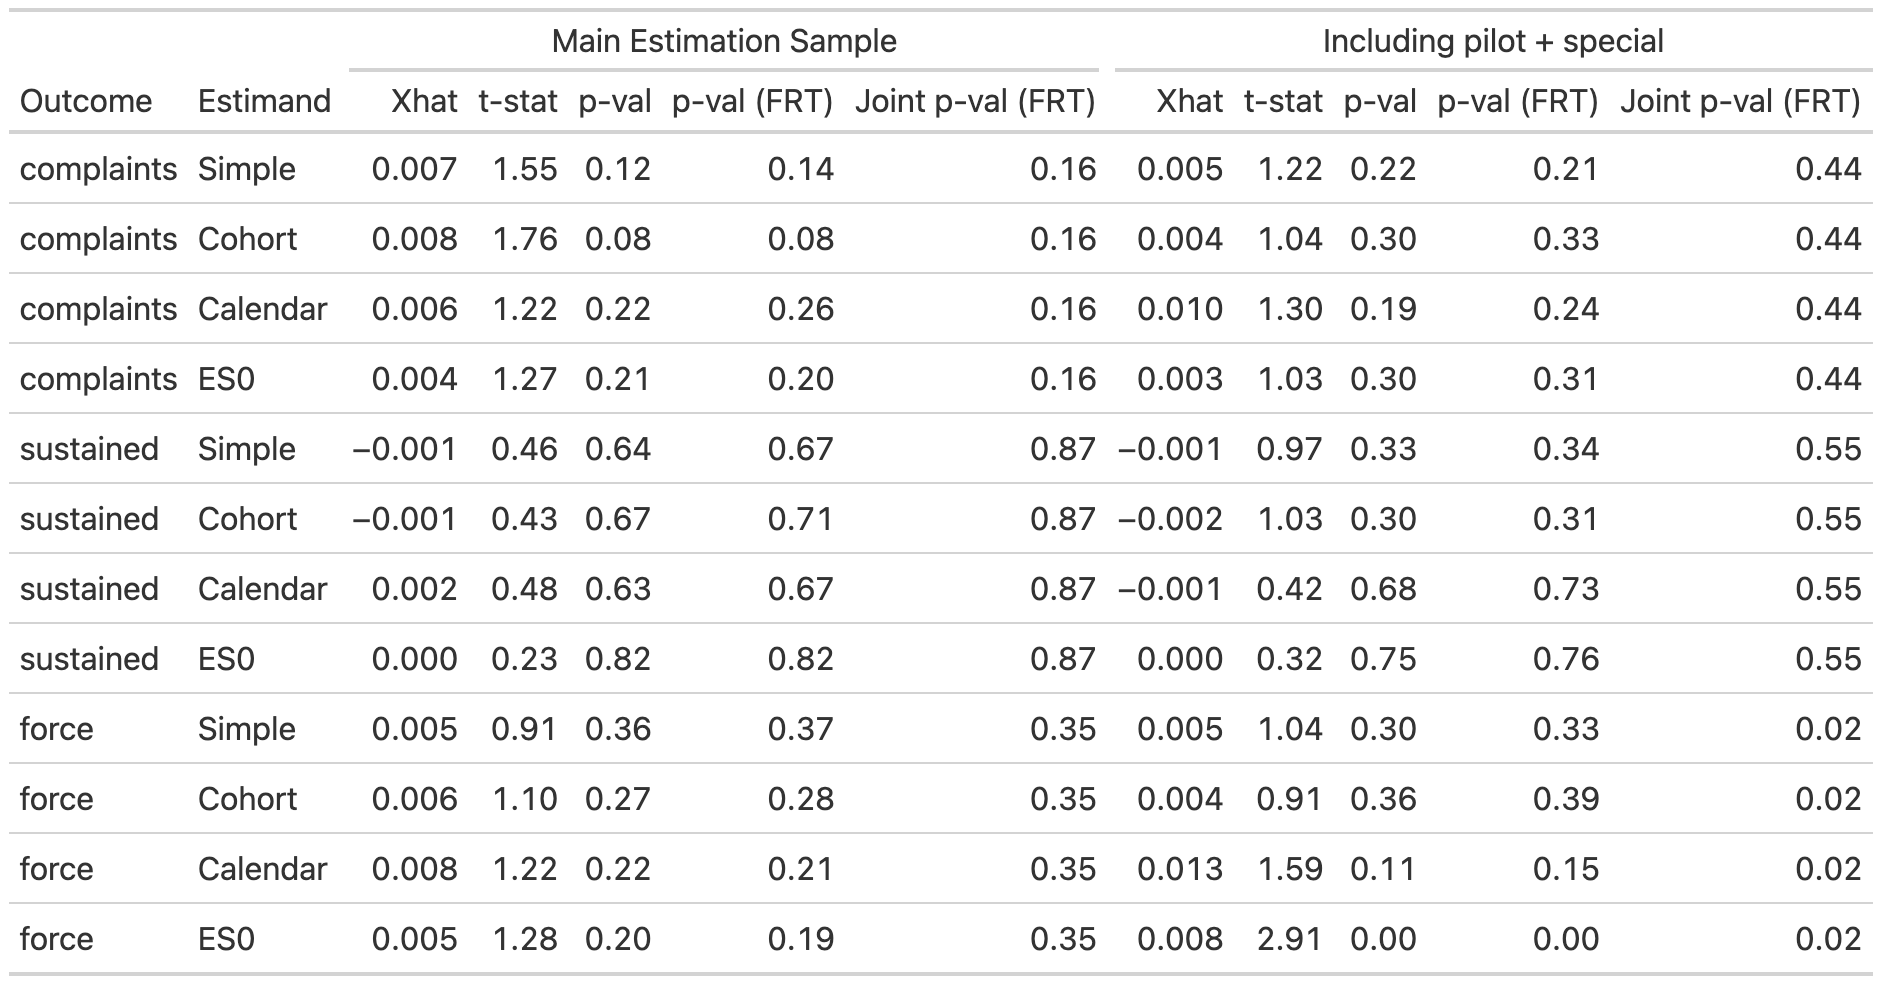 Main Estimation Sample Including pilot + special
Outcome Estimand Xhat t-stat p-val p-val (FRT) Joint p-val (FRT) Xhat t-stat p-val p-val (FRT) Joint p-val (FRT)
complaints Simple 0.007 1.55 0.12 0.14 0.16 0.005 1.22 0.22 0.21 0.44
complaints Cohort 0.008 1.76 0.08 0.08 0.16 0.004 1.04 0.30 0.33 0.44
complaints Calendar 0.006 1.22 0.22 0.26 0.16 0.010 1.30 0.19 0.24 0.44
complaints ES0 0.004 1.27 0.21 0.20 0.16 0.003 1.03 0.30 0.31 0.44
sustained Simple −0.001 0.46 0.64 0.67 0.87 −0.001 0.97 0.33 0.34 0.55
sustained Cohort −0.001 0.43 0.67 0.71 0.87 −0.002 1.03 0.30 0.31 0.55
sustained Calendar 0.002 0.48 0.63 0.67 0.87 −0.001 0.42 0.68 0.73 0.55
sustained ES0 0.000 0.23 0.82 0.82 0.87 0.000 0.32 0.75 0.76 0.55
force Simple 0.005 0.91 0.36 0.37 0.35 0.005 1.04 0.30 0.33 0.02
force Cohort 0.006 1.10 0.27 0.28 0.35 0.004 0.91 0.36 0.39 0.02
force Calendar 0.008 1.22 0.22 0.21 0.35 0.013 1.59 0.11 0.15 0.02
force ES0 0.005 1.28 0.20 0.19 0.35 0.008 2.91 0.00 0.00 0.02